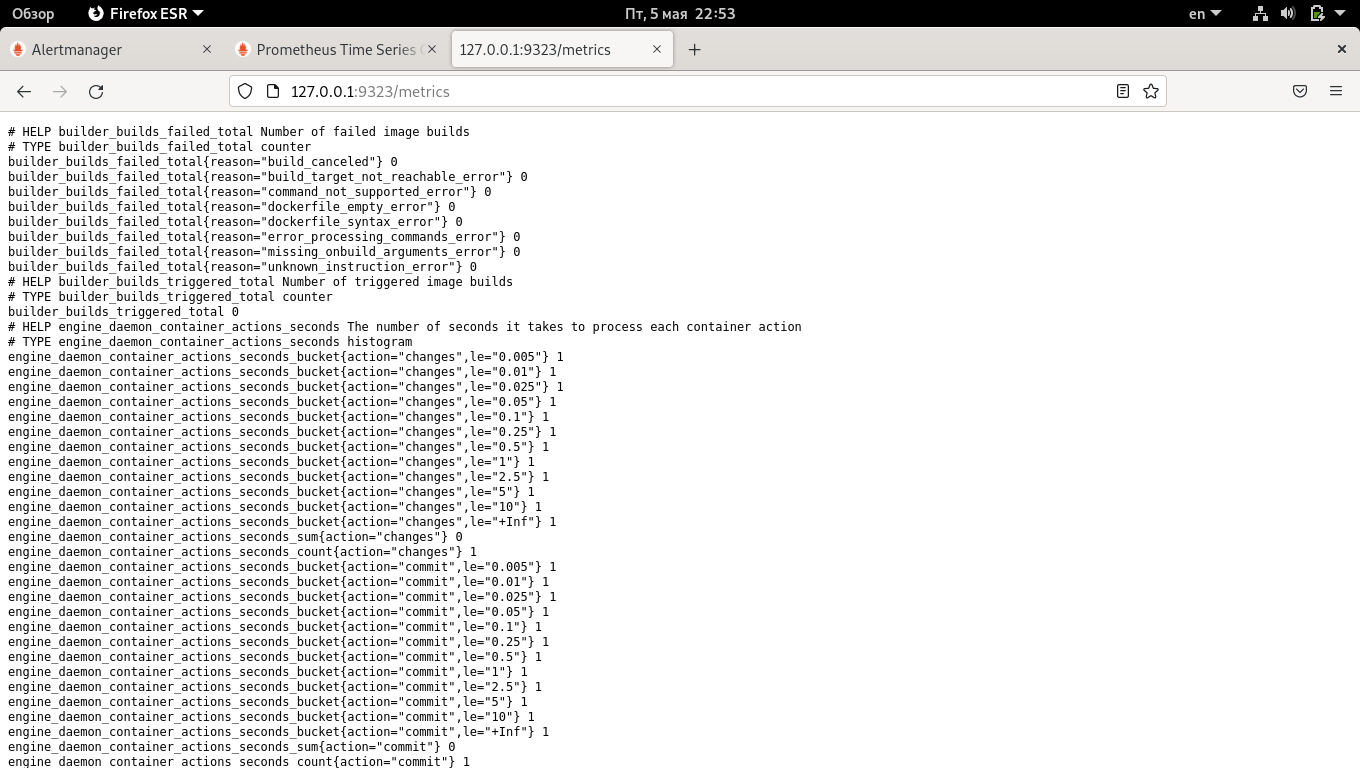 Обзор
Firefox ESR
Пт, 5 мая 22:53
en
Alertmanager
Prometheus Time Series
127.0.0.1:9323/metrics
127.0.0.1:9323/metrics
# HELP builder_builds_failed_total Number of failed image builds
# TYPE builder_builds_failed_total counter
builder_builds_failed_total{reason="build_canceled"} 0
builder_builds_failed_total{reason="build_target_not_reachable_error"} 0
builder_builds_failed_total{reason="command_not_supported_error"} 0
builder_builds_failed_total{reason="dockerfile_empty_error"} 0
builder_builds_failed_total{reason="dockerfile_syntax_error"} 0
builder_builds_failed_total{reason="error_processing_commands_error"} 0
builder_builds_failed_total{reason="missing_onbuild_arguments_error"} 0
builder_builds_failed_total{reason="unknown_instruction_error"} 0
# HELP builder_builds_triggered_total Number of triggered image builds
# TYPE builder_builds_triggered_total counter
builder_builds_triggered_total 0
# HELP engine_daemon_container_actions_seconds The number of seconds it takes to process each container action
# TYPE engine_daemon_container_actions_seconds histogram
engine_daemon_container_actions_seconds_bucket{action="changes",le="0.005"} 1
engine_daemon_container_actions_seconds_bucket{action="changes",le="0.01"} 1
engine_daemon_container_actions_seconds_bucket{action="changes",le="0.025"} 1
engine_daemon_container_actions_seconds_bucket{action="changes",le="0.05"} 1
engine_daemon_container_actions_seconds_bucket{action="changes",le="0.1"} 1
engine_daemon_container_actions_seconds_bucket{action="changes",le="0.25"} 1
engine_daemon_container_actions_seconds_bucket{action="changes",le="0.5"} 1
engine_daemon_container_actions_seconds_bucket{action="changes",le="1"} 1
engine_daemon_container_actions_seconds_bucket{action="changes",le="2.5"} 1
engine_daemon_container_actions_seconds_bucket{action="changes",le="5"} 1
engine_daemon_container_actions_seconds_bucket{action="changes",le="10"} 1
engine_daemon_container_actions_seconds_bucket{action="changes",le="+Inf"} 1
engine_daemon_container_actions_seconds_sum{action="changes"} 0
engine_daemon_container_actions_seconds_count{action="changes"} 1
engine_daemon_container_actions_seconds_bucket{action="commit",le="0.005"} 1
engine_daemon_container_actions_seconds_bucket{action="commit",le="0.01"} 1
engine_daemon_container_actions_seconds_bucket{action="commit",le="0.025"} 1
engine_daemon_container_actions_seconds_bucket{action="commit",le="0.05"} 1
engine_daemon_container_actions_seconds_bucket{action="commit",le="0.1"} 1
engine_daemon_container_actions_seconds_bucket{action="commit",le="0.25"} 1
engine_daemon_container_actions_seconds_bucket{action="commit",le="0.5"} 1
engine_daemon_container_actions_seconds_bucket{action="commit",le="1"} 1
engine_daemon_container_actions_seconds_bucket{action="commit",le="2.5"} 1
engine_daemon_container_actions_seconds_bucket{action="commit",le="5"} 1
engine_daemon_container_actions_seconds_bucket{action="commit",le="10"} 1
engine_daemon_container_actions_seconds_bucket{action="commit",le="+Inf"} 1
engine_daemon_container_actions_seconds_sum{action="commit"} 0
engine_daemon_container_actions_seconds_count{action="commit"} 1